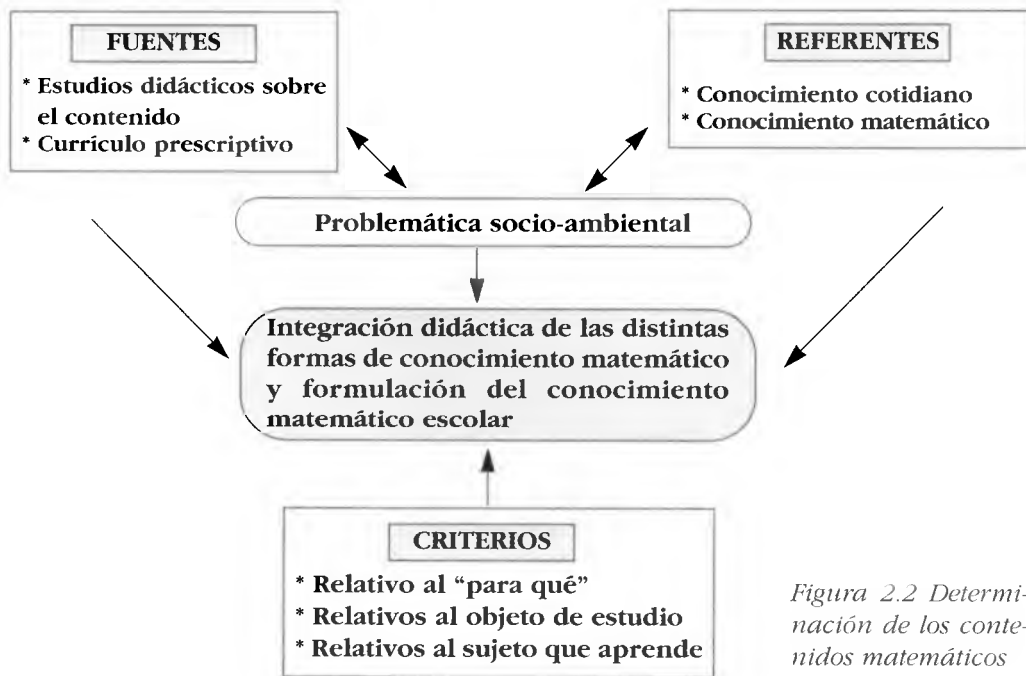 FUENTES
* Estudios didácticos sobre
el contenido
* Currículo prescriptivo
REFERENTES
* Conocimiento cotidiano
* Conocimiento matemático
Problemática socio-ambiental
Integración didáctica de las distintas
formas de conocimiento matemático
y formulación del conocimiento
matemático escolar
CRITERIOS
* Relativo al “para qué”
* Relativos al objeto de estudio
* Relativos al sujeto que aprende
Figura 2.2 Determi-
nación de los conte-
nidos matemáticos